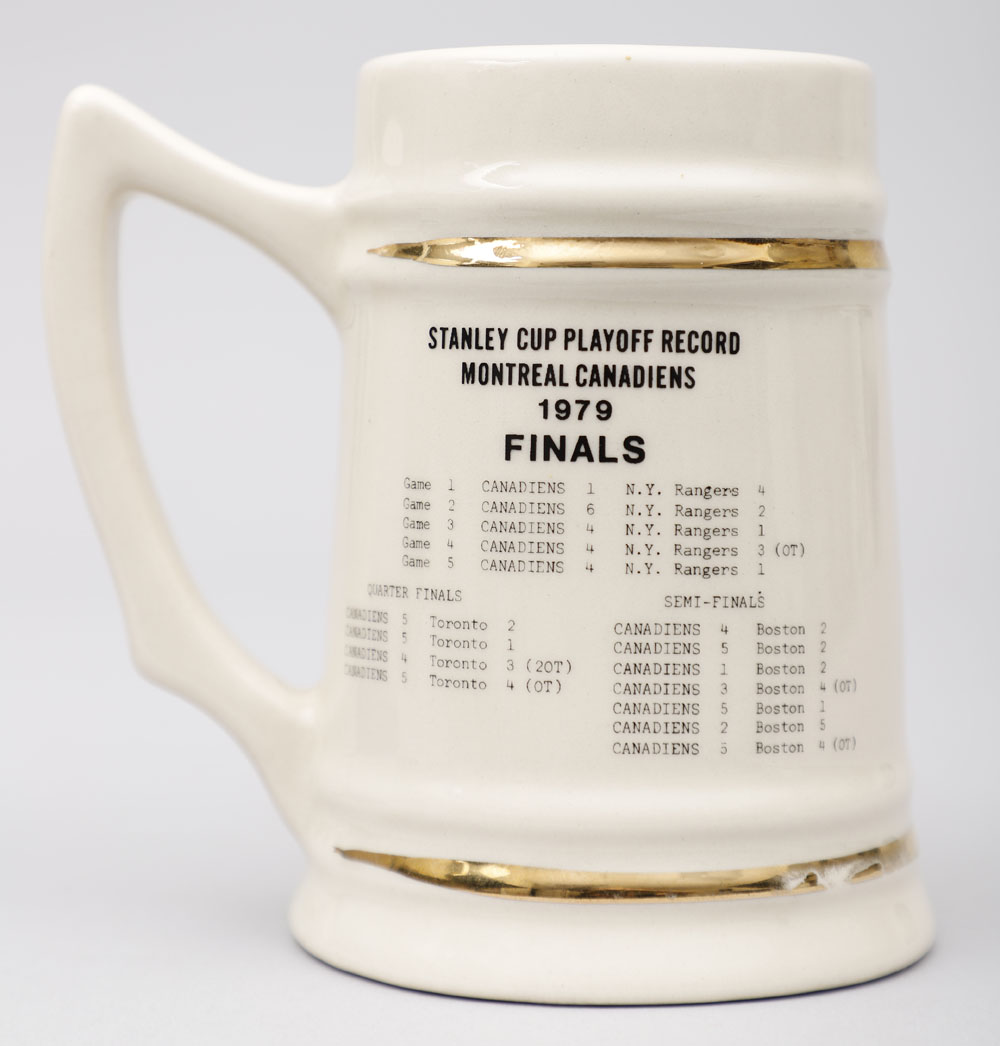 STANLEY CUP PLAYOFF RECORD
MONTREAL CANADIENS
1979
FINALS
Game 1 CANADIENS 1 N.Y. Rangers 4
Game 2 CANADIENS 6 N.Y. Rangers 2
Game 3 CANADIENS 4 N.Y. Rangers 1
Game 4 CANADIENS 4 N.Y. Rangers 3 (OT)
Game 5 CANADIENS 4 N.Y. Rangers 1
QUARTER FINALS
CANADIENS 5 Toronto 2
CANADIENS 5 Toronto 1
CANADIENS 4 Toronto 3 (2OT)
CANADIENS 5 Toronto 4 (OT)
SEMI-FINALS
CANADIENS 4 Boston 2
CANADIENS 5 Boston 2
CANADIENS 1 Boston 2
CANADIENS 3 Boston 4 (OT)
CANADIENS 5 Boston 1
CANADIENS 2 Boston 5
CANADIENS 5 Boston 4 (OT)